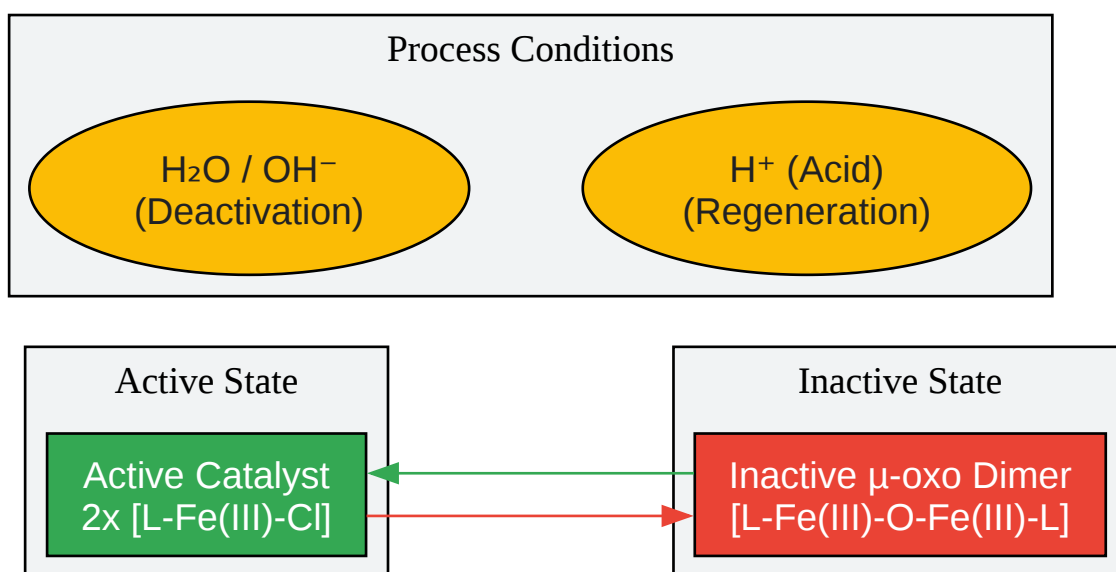 Process Conditions
H₂O / OH⁻
(Deactivation)
H⁺ (Acid)
(Regeneration)
Active State
Active Catalyst
2x [L-Fe(III)-Cl]
Inactive State
Inactive μ-oxo Dimer
[L-Fe(III)-O-Fe(III)-L]